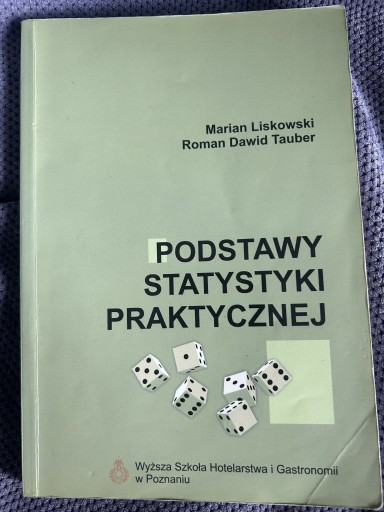 Marian Liskowski
Roman Dawid Tauber
PODSTAWY
STATYSTYKI
PRAKTYCZNEJ
Wyższa Szkoła Hotelarstwa i Gastronomii
w Poznaniu